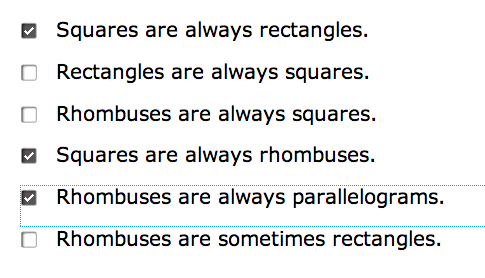 Squares are always rectangles.
Rectangles are always squares.
Rhombuses are always squares.
Squares are always rhombuses.
Rhombuses are always parallelograms.
Rhombuses are sometimes rectangles.